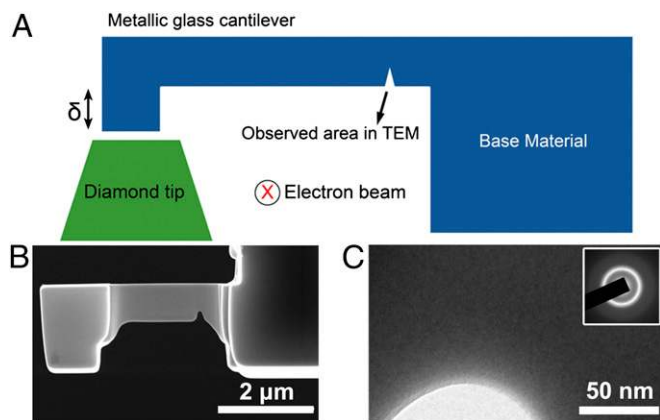 A
Metallic glass cantilever
δ
Observed area in TEM
Base Material
Diamond tip
X Electron beam
B
2 μm
C
50 nm